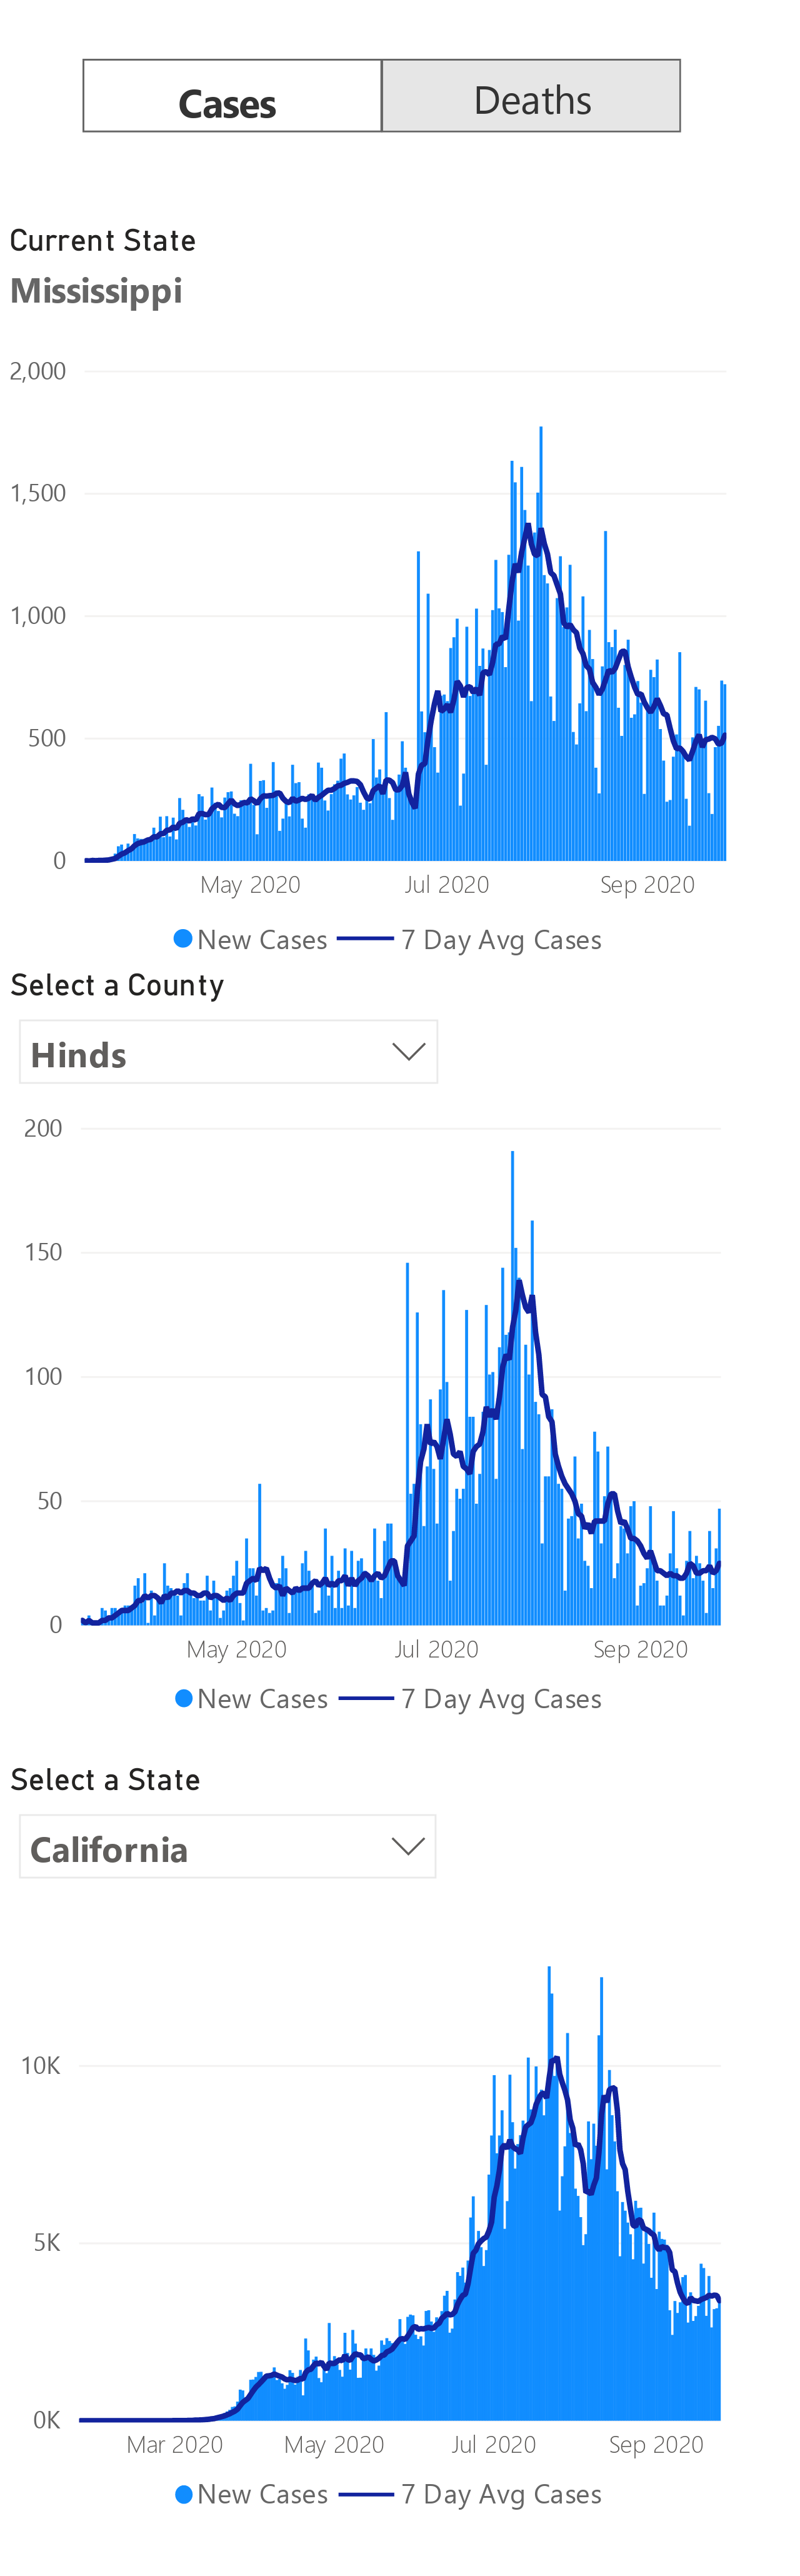 Cases Deaths
Current State
Mississippi
2,000
1,500
1,000
500
0
May 2020 Jul 2020 Sep 2020
New Cases 7 Day Avg Cases
Select a County
Hinds
200
150
100
50
0
May 2020 Jul 2020 Sep 2020
New Cases 7 Day Avg Cases
Select a State
California
10K
5K
0K
Mar 2020 May 2020 Jul 2020 Sep 2020
New Cases 7 Day Avg Cases